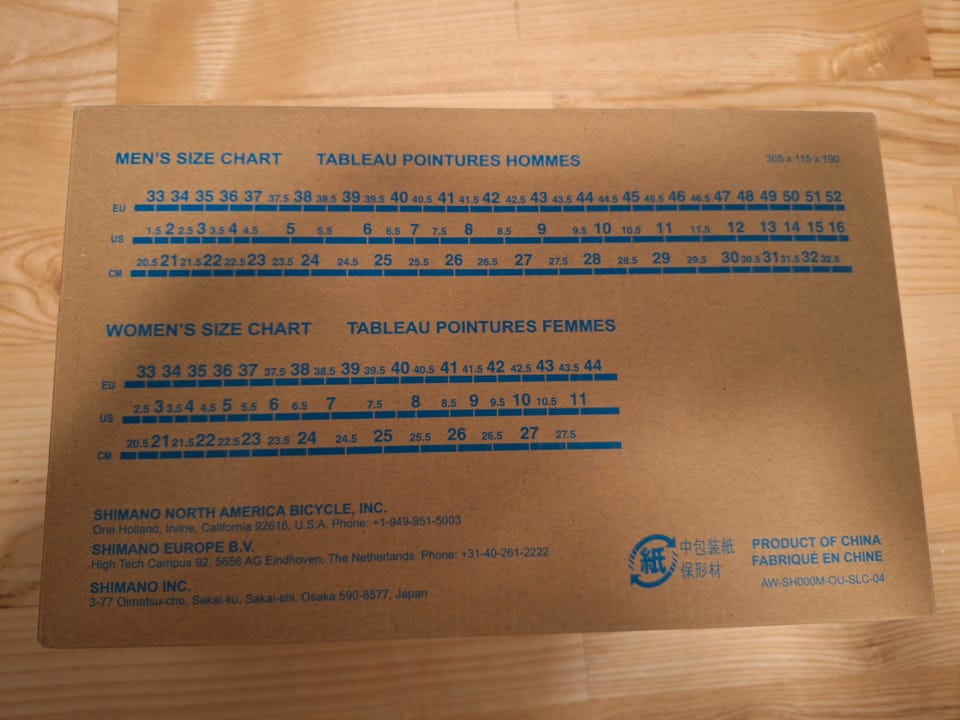 MEN'S SIZE CHART TABLEAU POINTURES HOMMES 305 x 115 x 190
EU 33 34 35 36 37 37.5 38 38.5 39 39.5 40 40.5 41 41.5 42 42.5 43 43.5 44 44.5 45 45.5 46 46.5 47 48 49 50 51 52
US 1.5 2 2.5 3 3.5 4 4.5 5 5.5 6 6.5 7 7.5 8 8.5 9 9.5 10 10.5 11 11.5 12 13 14 15 16
CM 20.5 21 21.5 22 22.5 23 23.5 24 24.5 25 25.5 26 26.5 27 27.5 28 28.5 29 29.5 30 30.5 31 31.5 32 32.5
WOMEN'S SIZE CHART TABLEAU POINTURES FEMMES
EU 33 34 35 36 37 37.5 38 38.5 39 39.5 40 40.5 41 41.5 42 42.5 43 43.5 44
US 2.5 3 3.5 4 4.5 5 5.5 6 6.5 7 7.5 8 8.5 9 9.5 10 10.5 11
CM 20.5 21 21.5 22 22.5 23 23.5 24 24.5 25 25.5 26 26.5 27 27.5
SHIMANO NORTH AMERICA BICYCLE, INC.
One Holland, Irvine, California 92618, U.S.A. Phone: +1-949-951-5003
SHIMANO EUROPE B.V.
High Tech Campus 92, 5656 AG Eindhoven, The Netherlands Phone: +31-40-261-2222
SHIMANO INC.
3-77 Oimatsu-cho, Sakai-ku, Sakai-shi, Osaka 590-8577, Japan
紙
中包装紙
保形材
PRODUCT OF CHINA
FABRIQUÉ EN CHINE
AW-SH000M-OU-SLC-04